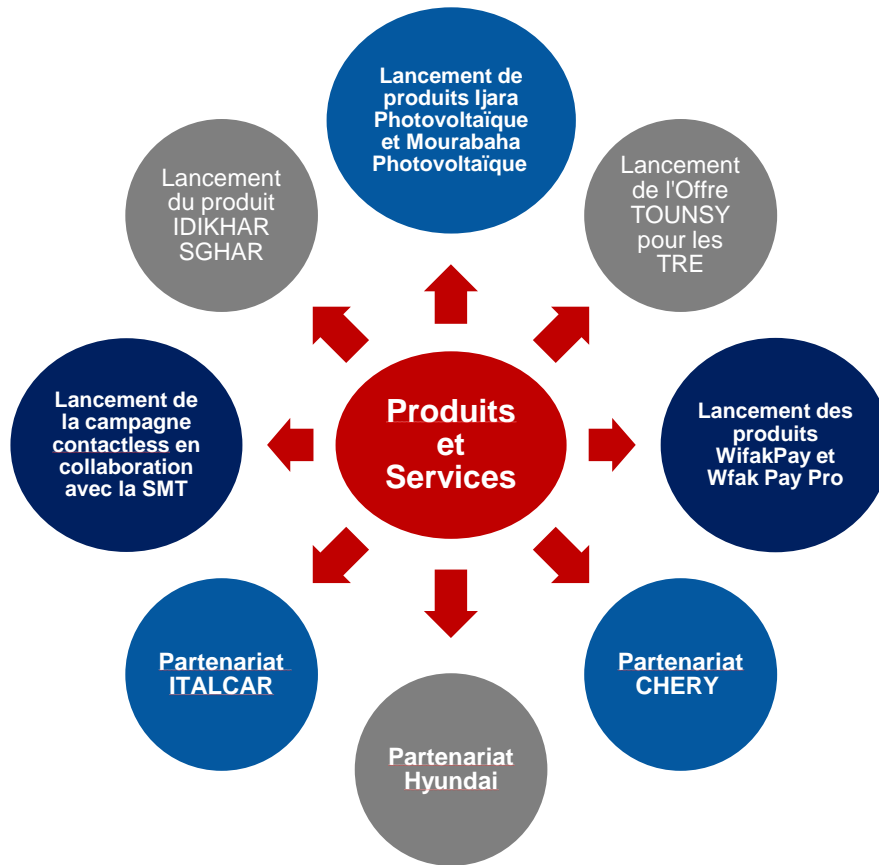 Lancement de
produits Ijara
Photovoltaïque
et Mourabaha
Photovoltaïque
Lancement
de l'Offre
TOUNSY
pour les
TRE
Lancement des
produits
WifakPay et
Wfak Pay Pro
Partenariat
CHERY
Partenariat
Hyundai
Partenariat
ITALCAR
Lancement de
la campagne
contactless en
collaboration
avec la SMT
Lancement
du produit
IDIKHAR
SGHAR
Produits
et
Services